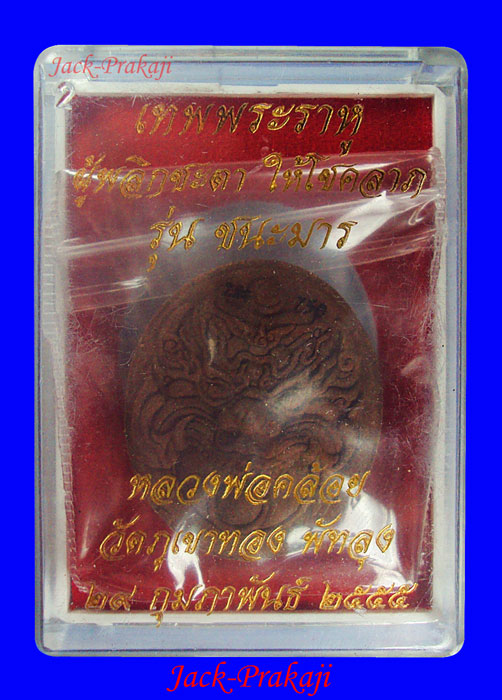 Jack-Prakaji
เทพพระราหู
ผู้พลิกชะตา ให้โชคลาภ
รุ่น ชนะมาร
หลวงพ่อคล้อย
วัดภูเขาทอง พัทลุง
๒๙ กุมภาพันธ์ ๒๕๕๕
Jack-Prakaji